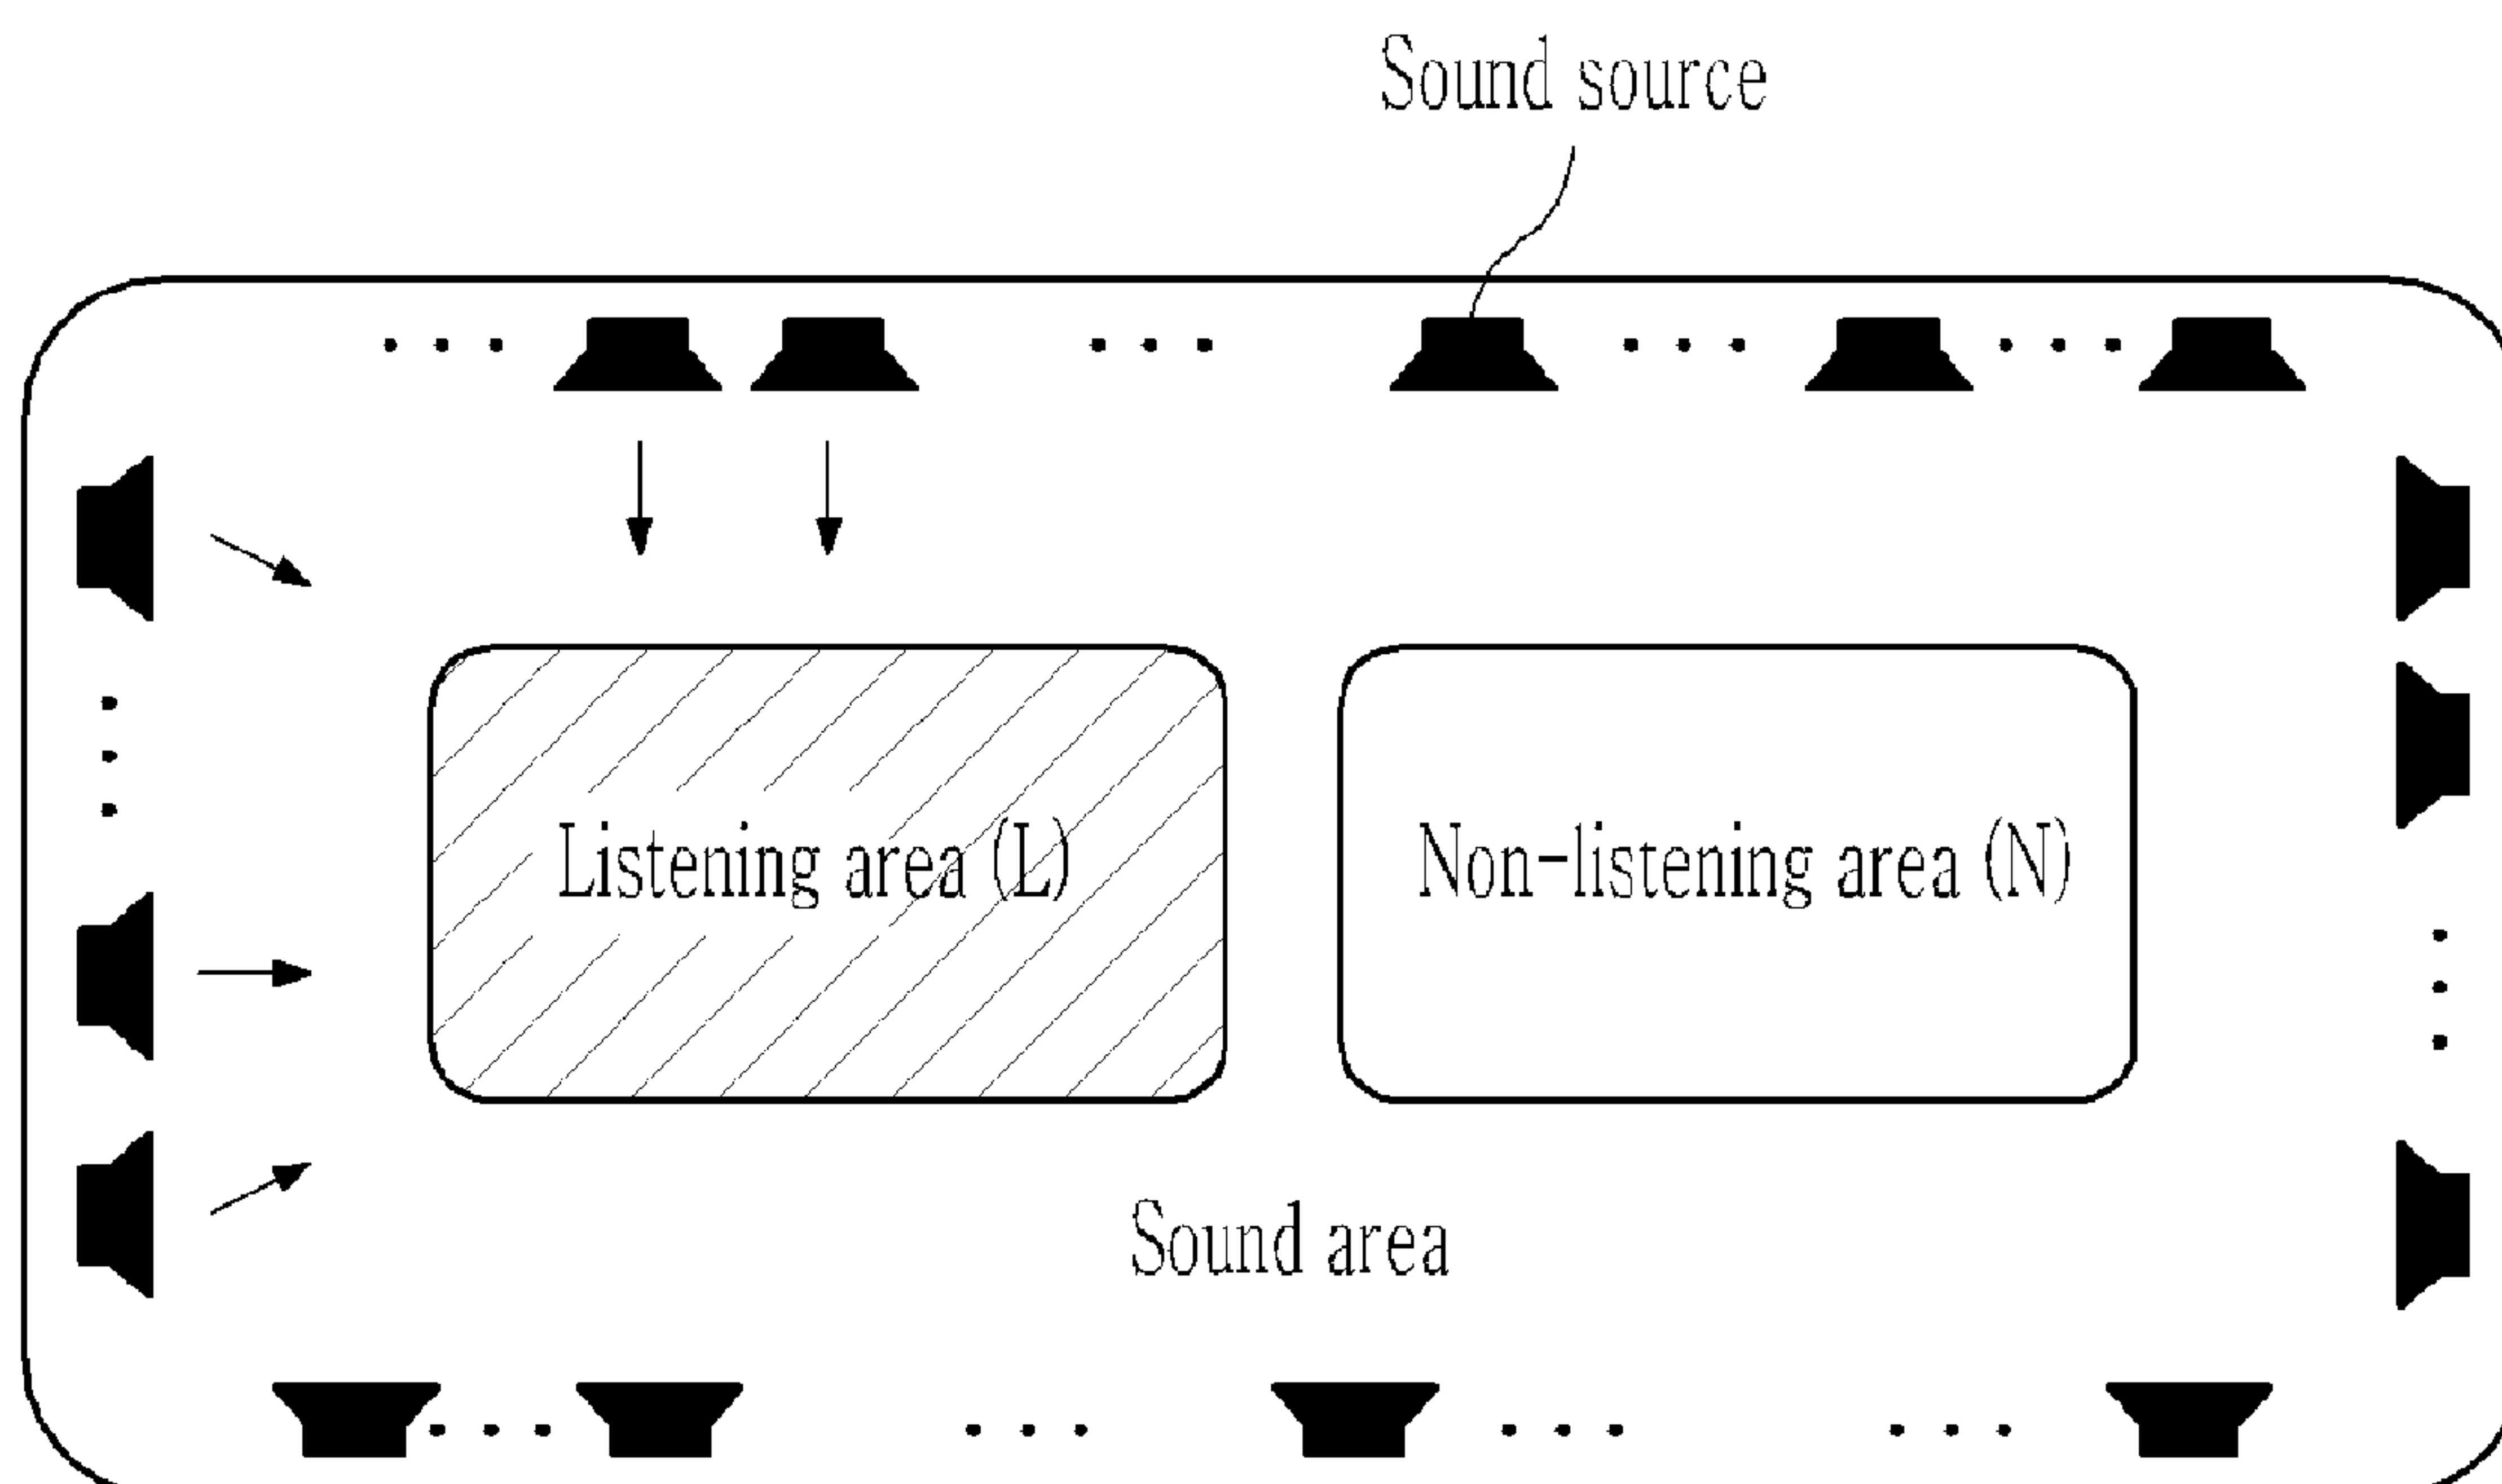 Sound source
Listening area (L)
Non-listening area (N)
Sound area